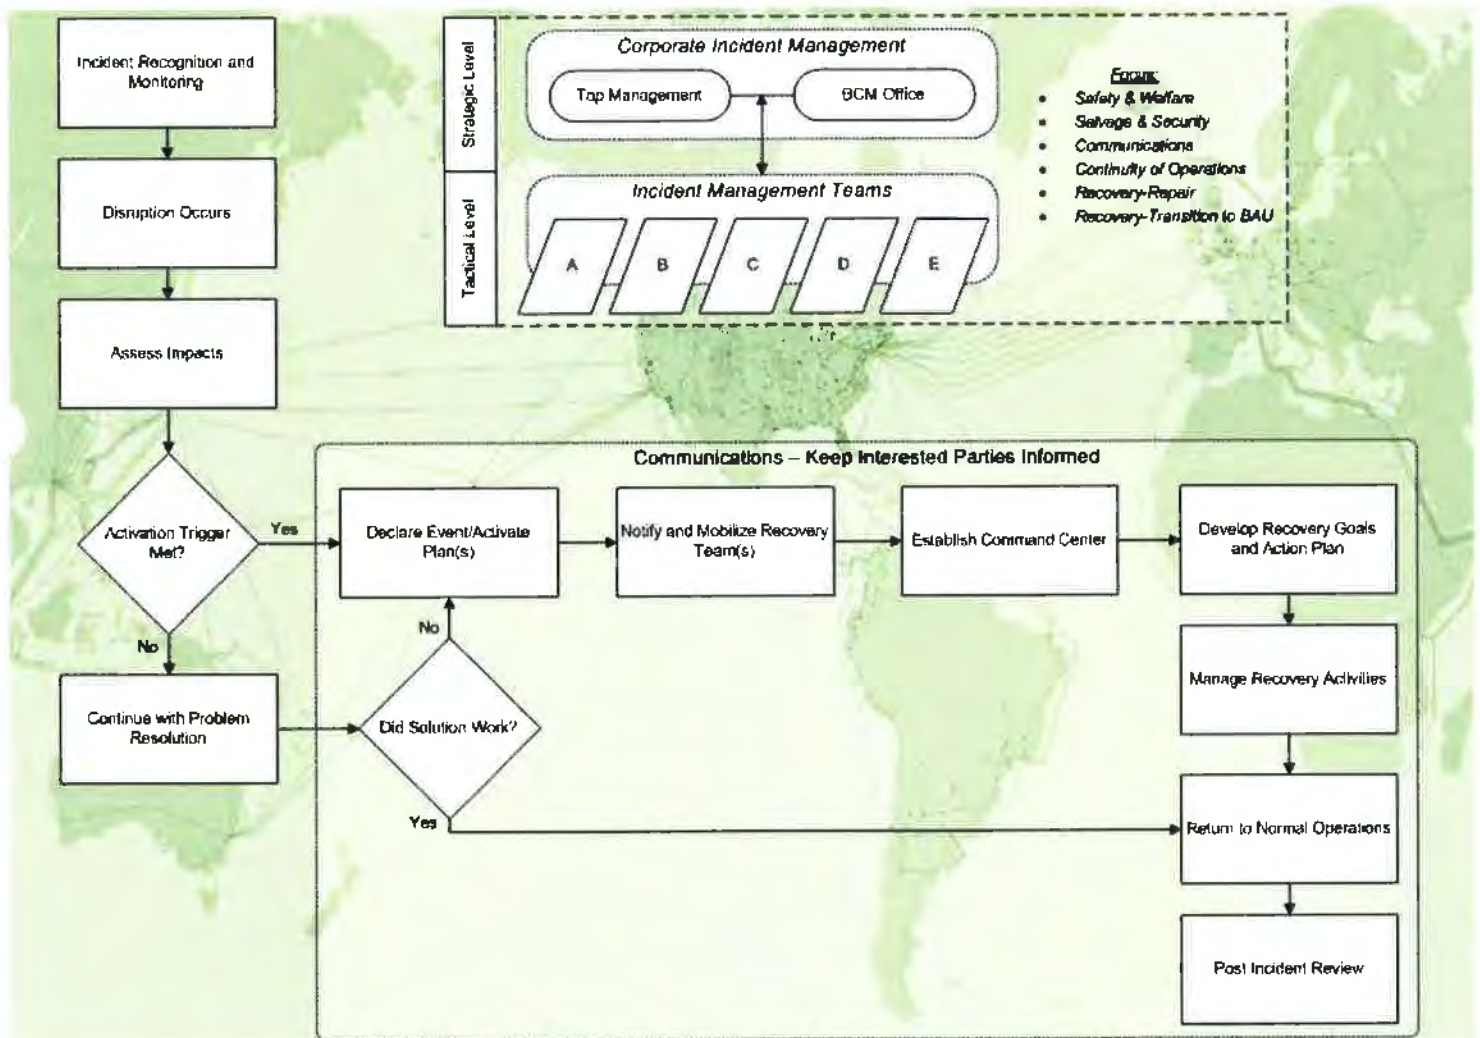 Incident Recognition and
Monitoring
Disruption Occurs
Assess Impacts
Activation Trigger
Met?
Yes
No
Continue with Problem
Resolution
Strategic Level
Tactical Level
Corporate Incident Management
Top Management
BCM Office
Incident Management Teams
A
B
C
D
E
Focus:
• Safety & Welfare
• Salvage & Security
• Communications
• Continuity of Operations
• Recovery-Repair
• Recovery-Transition to BAU
Communications – Keep Interested Parties Informed
Declare Event/Activate
Plan(s)
Notify and Mobilize Recovery
Team(s)
Establish Command Center
Develop Recovery Goals
and Action Plan
No
Did Solution Work?
Yes
Manage Recovery Activities
Return to Normal Operations
Post Incident Review